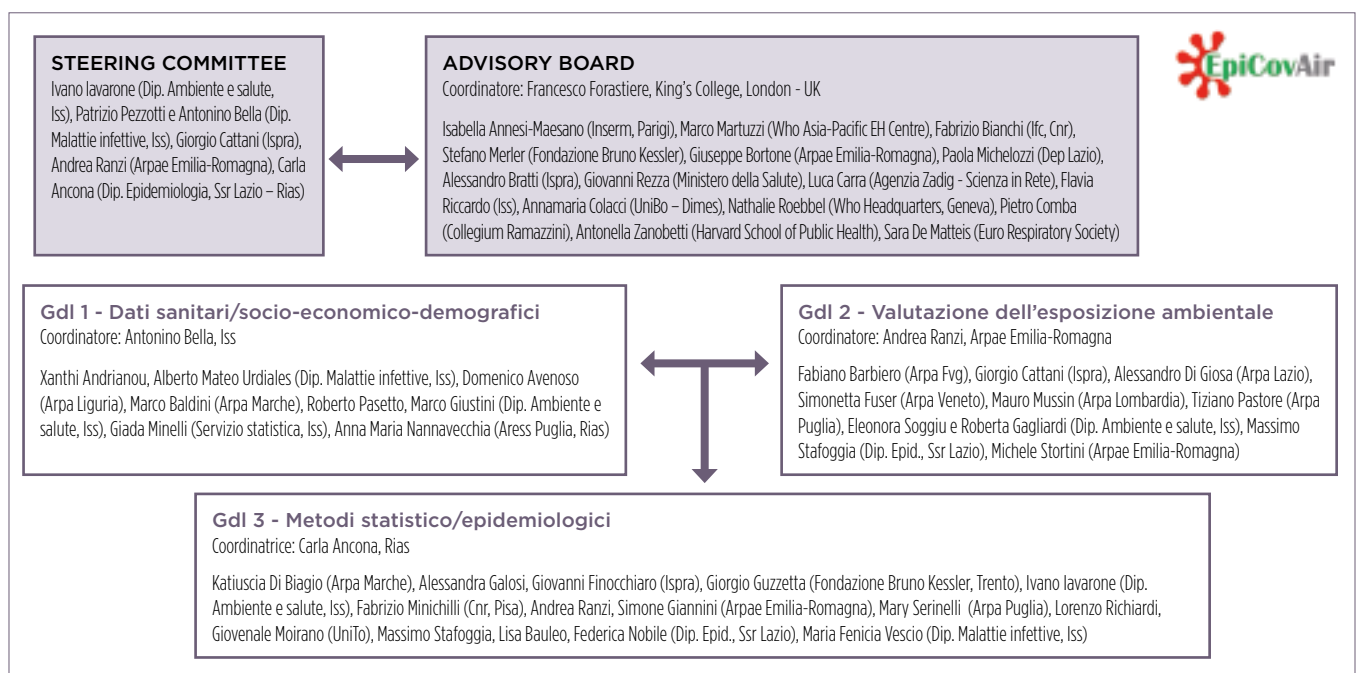 STEERING COMMITTEE
Ivano Iavarone (Dip. Ambiente e salute,
Iss), Patrizio Pezzotti e Antonino Bella (Dip.
Malattie infettive, Iss), Giorgio Cattani (Ispra),
Andrea Ranzi (Arpae Emilia-Romagna), Carla
Ancona (Dip. Epidemiologia, Ssr Lazio – Rias)
ADVISORY BOARD
Coordinatore: Francesco Forastiere, King's College, London - UK
Isabella Annesi-Maesano (Inserm, Parigi), Marco Martuzzi (Who Asia-Pacific EH Centre), Fabrizio Bianchi (Ifc, Cnr),
Stefano Merler (Fondazione Bruno Kessler), Giuseppe Bortone (Arpae Emilia-Romagna), Paola Michelozzi (Dep Lazio),
Alessandro Bratti (Ispra), Giovanni Rezza (Ministero della Salute), Luca Carra (Agenzia Zadig - Scienza in Rete), Flavia
Riccardo (Iss), Annamaria Colacci (UniBo – Dimes), Nathalie Roebbel (Who Headquarters, Geneva), Pietro Comba
(Collegium Ramazzini), Antonella Zanobetti (Harvard School of Public Health), Sara De Matteis (Euro Respiratory Society)
EpiCovAir
Gdl 1 - Dati sanitari/socio-economico-demografici
Coordinatore: Antonino Bella, Iss
Xanthi Andrianou, Alberto Mateo Urdiales (Dip. Malattie infettive, Iss), Domenico Avenoso
(Arpa Liguria), Marco Baldini (Arpa Marche), Roberto Pasetto, Marco Giustini (Dip. Ambiente e
salute, Iss), Giada Minelli (Servizio statistica, Iss), Anna Maria Nannavecchia (Aress Puglia, Rias)
Gdl 2 - Valutazione dell'esposizione ambientale
Coordinatore: Andrea Ranzi, Arpae Emilia-Romagna
Fabiano Barbiero (Arpa Fvg), Giorgio Cattani (Ispra), Alessandro Di Giosa (Arpa Lazio),
Simonetta Fuser (Arpa Veneto), Mauro Mussin (Arpa Lombardia), Tiziano Pastore (Arpa
Puglia), Eleonora Soggiu e Roberta Gagliardi (Dip. Ambiente e salute, Iss), Massimo
Stafoggia (Dip. Epid., Ssr Lazio), Michele Stortini (Arpae Emilia-Romagna)
Gdl 3 - Metodi statistico/epidemiologici
Coordinatrice: Carla Ancona, Rias
Katiuscia Di Biagio (Arpa Marche), Alessandra Galosi, Giovanni Finocchiaro (Ispra), Giorgio Guzzetta (Fondazione Bruno Kessler, Trento), Ivano Iavarone (Dip.
Ambiente e salute, Iss), Fabrizio Minichilli (Cnr, Pisa), Andrea Ranzi, Simone Giannini (Arpae Emilia-Romagna), Mary Serinelli (Arpa Puglia), Lorenzo Richiardi,
Giovenale Moirano (UniTo), Massimo Stafoggia, Lisa Bauleo, Federica Nobile (Dip. Epid., Ssr Lazio), Maria Fenicia Vescio (Dip. Malattie infettive, Iss)